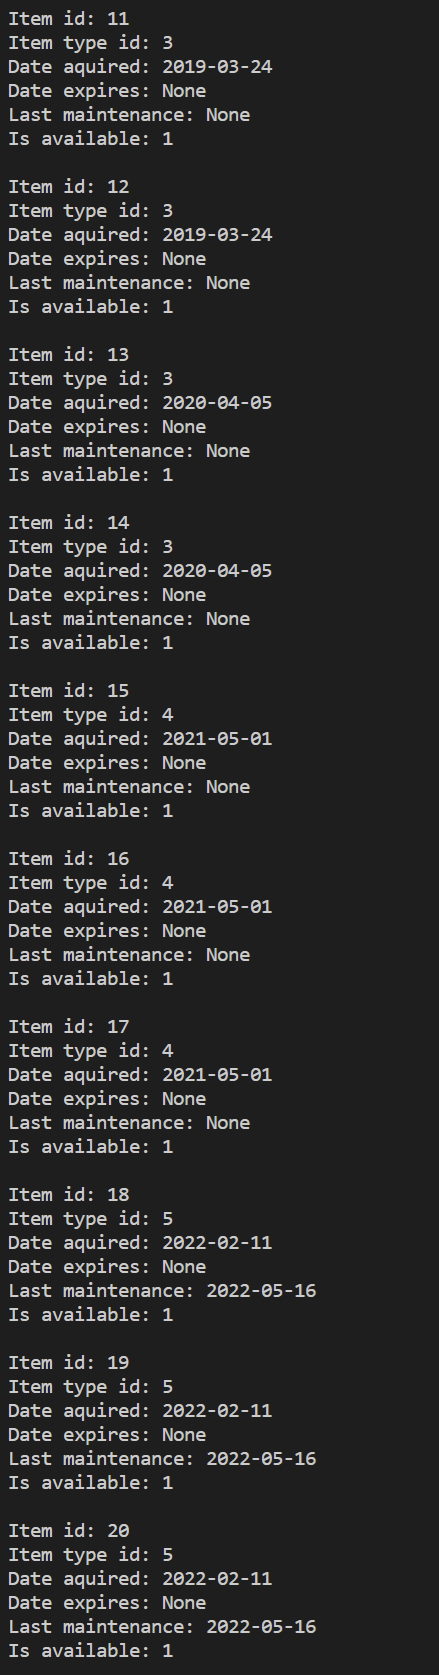 Item id: 11
Item type id: 3
Date aquired: 2019-03-24
Date expires: None
Last maintenance: None
Is available: 1

Item id: 12
Item type id: 3
Date aquired: 2019-03-24
Date expires: None
Last maintenance: None
Is available: 1

Item id: 13
Item type id: 3
Date aquired: 2020-04-05
Date expires: None
Last maintenance: None
Is available: 1

Item id: 14
Item type id: 3
Date aquired: 2020-04-05
Date expires: None
Last maintenance: None
Is available: 1

Item id: 15
Item type id: 4
Date aquired: 2021-05-01
Date expires: None
Last maintenance: None
Is available: 1

Item id: 16
Item type id: 4
Date aquired: 2021-05-01
Date expires: None
Last maintenance: None
Is available: 1

Item id: 17
Item type id: 4
Date aquired: 2021-05-01
Date expires: None
Last maintenance: None
Is available: 1

Item id: 18
Item type id: 5
Date aquired: 2022-02-11
Date expires: None
Last maintenance: 2022-05-16
Is available: 1

Item id: 19
Item type id: 5
Date aquired: 2022-02-11
Date expires: None
Last maintenance: 2022-05-16
Is available: 1

Item id: 20
Item type id: 5
Date aquired: 2022-02-11
Date expires: None
Last maintenance: 2022-05-16
Is available: 1